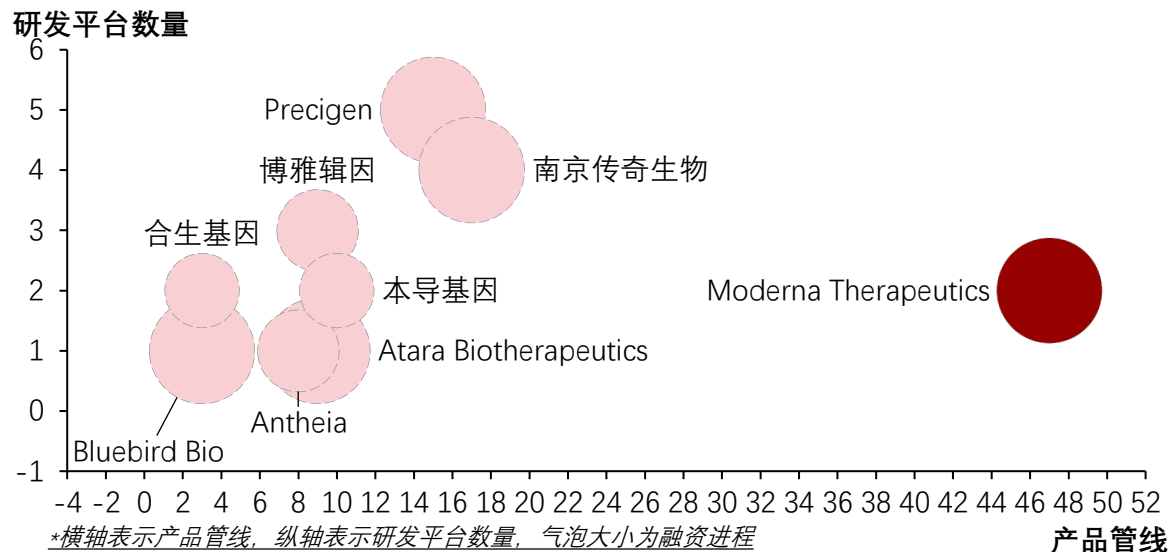 研发平台数量
6
Precigen
5
博雅辑因
南京传奇生物
4
合生基因
3
本导基因
Moderna Therapeutics
2
Atara Biotherapeutics
1
Antheia
0
Bluebird Bio
-1
-4 -2 0 2 4 6 8 10 12 14 16 18 20 22 24 26 28 30 32 34 36 38 40 42 44 46 48 50 52
*横轴表示产品管线，纵轴表示研发平台数量，气泡大小为融资进程
产品管线